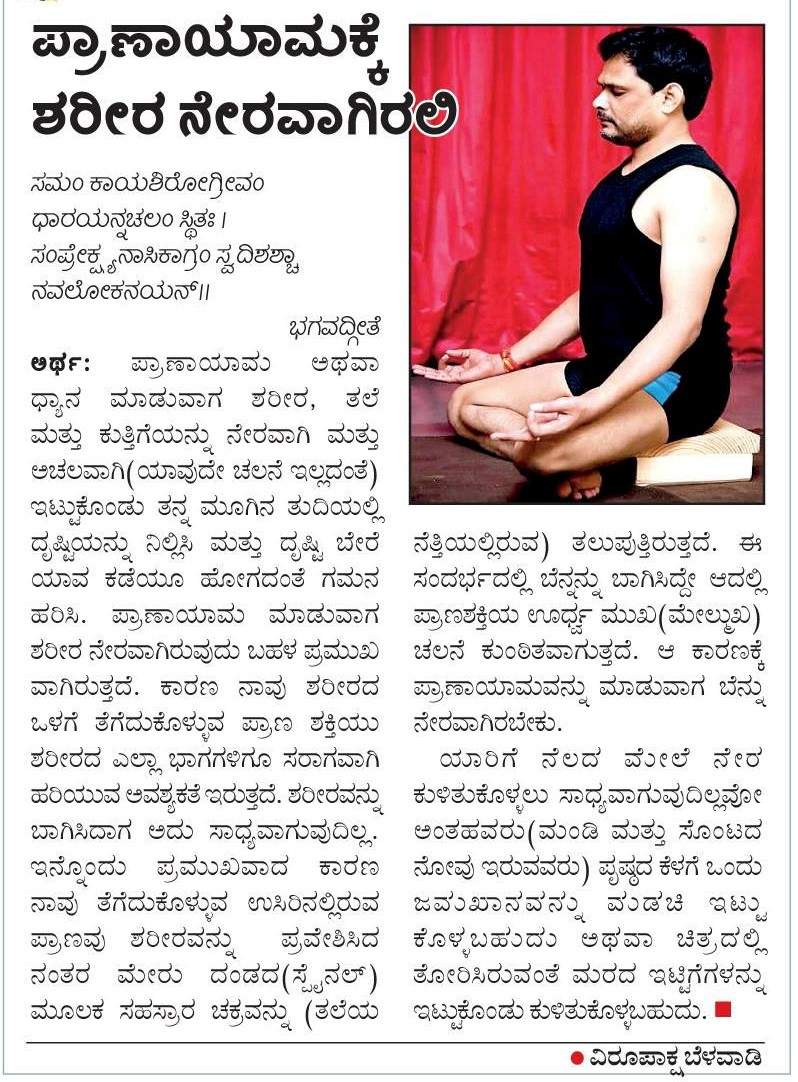 ಪ್ರಾಣಾಯಾಮಕ್ಕೆ
ಶರೀರ ನೇರವಾಗಿರಲಿ
ಸಮಂ ಕಾಯಶಿರೋಗ್ರೀವಂ
ಧಾರಯನ್ನಚಲಂ ಸ್ಥಿತಃ ।
ಸಂಪ್ರೇಕ್ಷ್ಯನಾಸಿಕಾಗ್ರಂ ಸ್ವದಿಶಶ್ಚಾ
ನವಲೋಕನಯನ್॥
ಭಗವದ್ಗೀತೆ
ಅರ್ಥ: ಪ್ರಾಣಾಯಾಮ ಅಥವಾ
ಧ್ಯಾನ ಮಾಡುವಾಗ ಶರೀರ, ತಲೆ
ಮತ್ತು ಕುತ್ತಿಗೆಯನ್ನು ನೇರವಾಗಿ ಮತ್ತು
ಅಚಲವಾಗಿ(ಯಾವುದೇ ಚಲನೆ ಇಲ್ಲದಂತೆ)
ಇಟ್ಟುಕೊಂಡು ತನ್ನ ಮೂಗಿನ ತುದಿಯಲ್ಲಿ
ದೃಷ್ಟಿಯನ್ನು ನಿಲ್ಲಿಸಿ ಮತ್ತು ದೃಷ್ಟಿ ಬೇರೆ
ಯಾವ ಕಡೆಯೂ ಹೋಗದಂತೆ ಗಮನ
ಹರಿಸಿ. ಪ್ರಾಣಾಯಾಮ ಮಾಡುವಾಗ
ಶರೀರ ನೇರವಾಗಿರುವುದು ಬಹಳ ಪ್ರಮುಖ
ವಾಗಿರುತ್ತದೆ. ಕಾರಣ ನಾವು ಶರೀರದ
ಒಳಗೆ ತೆಗೆದುಕೊಳ್ಳುವ ಪ್ರಾಣ ಶಕ್ತಿಯು
ಶರೀರದ ಎಲ್ಲಾ ಭಾಗಗಳಿಗೂ ಸರಾಗವಾಗಿ
ಹರಿಯುವ ಅವಶ್ಯಕತೆ ಇರುತ್ತದೆ. ಶರೀರವನ್ನು
ಬಾಗಿಸಿದಾಗ ಅದು ಸಾಧ್ಯವಾಗುವುದಿಲ್ಲ.
ಇನ್ನೊಂದು ಪ್ರಮುಖವಾದ ಕಾರಣ
ನಾವು ತೆಗೆದುಕೊಳ್ಳುವ ಉಸಿರಿನಲ್ಲಿರುವ
ಪ್ರಾಣವು ಶರೀರವನ್ನು ಪ್ರವೇಶಿಸಿದ
ನಂತರ ಮೇರು ದಂಡದ(ಸ್ಪೈನಲ್)
ಮೂಲಕ ಸಹಸ್ರಾರ ಚಕ್ರವನ್ನು (ತಲೆಯ
ನೆತ್ತಿಯಲ್ಲಿರುವ) ತಲುಪುತ್ತಿರುತ್ತದೆ. ಈ
ಸಂದರ್ಭದಲ್ಲಿ ಬೆನ್ನನ್ನು ಬಾಗಿಸಿದ್ದೇ ಆದಲ್ಲಿ
ಪ್ರಾಣಶಕ್ತಿಯ ಊರ್ಧ್ವ ಮುಖ(ಮೇಲ್ಮುಖ)
ಚಲನೆ ಕುಂಠಿತವಾಗುತ್ತದೆ. ಆ ಕಾರಣಕ್ಕೆ
ಪ್ರಾಣಾಯಾಮವನ್ನು ಮಾಡುವಾಗ ಬೆನ್ನು
ನೇರವಾಗಿರಬೇಕು.
ಯಾರಿಗೆ ನೆಲದ ಮೇಲೆ ನೇರ
ಕುಳಿತುಕೊಳ್ಳಲು ಸಾಧ್ಯವಾಗುವುದಿಲ್ಲವೋ
ಅಂತಹವರು(ಮಂಡಿ ಮತ್ತು ಸೊಂಟದ
ನೋವು ಇರುವವರು) ಪೃಷ್ಠದ ಕೆಳಗೆ ಒಂದು
ಜಮಖಾನವನ್ನು ಮಡಚಿ ಇಟ್ಟು
ಕೊಳ್ಳಬಹುದು ಅಥವಾ ಚಿತ್ರದಲ್ಲಿ
ತೋರಿಸಿರುವಂತೆ ಮರದ ಇಟ್ಟಿಗೆಗಳನ್ನು
ಇಟ್ಟುಕೊಂಡು ಕುಳಿತುಕೊಳ್ಳಬಹುದು. ■
● ವಿರೂಪಾಕ್ಷ ಬೆಳವಾಡಿ